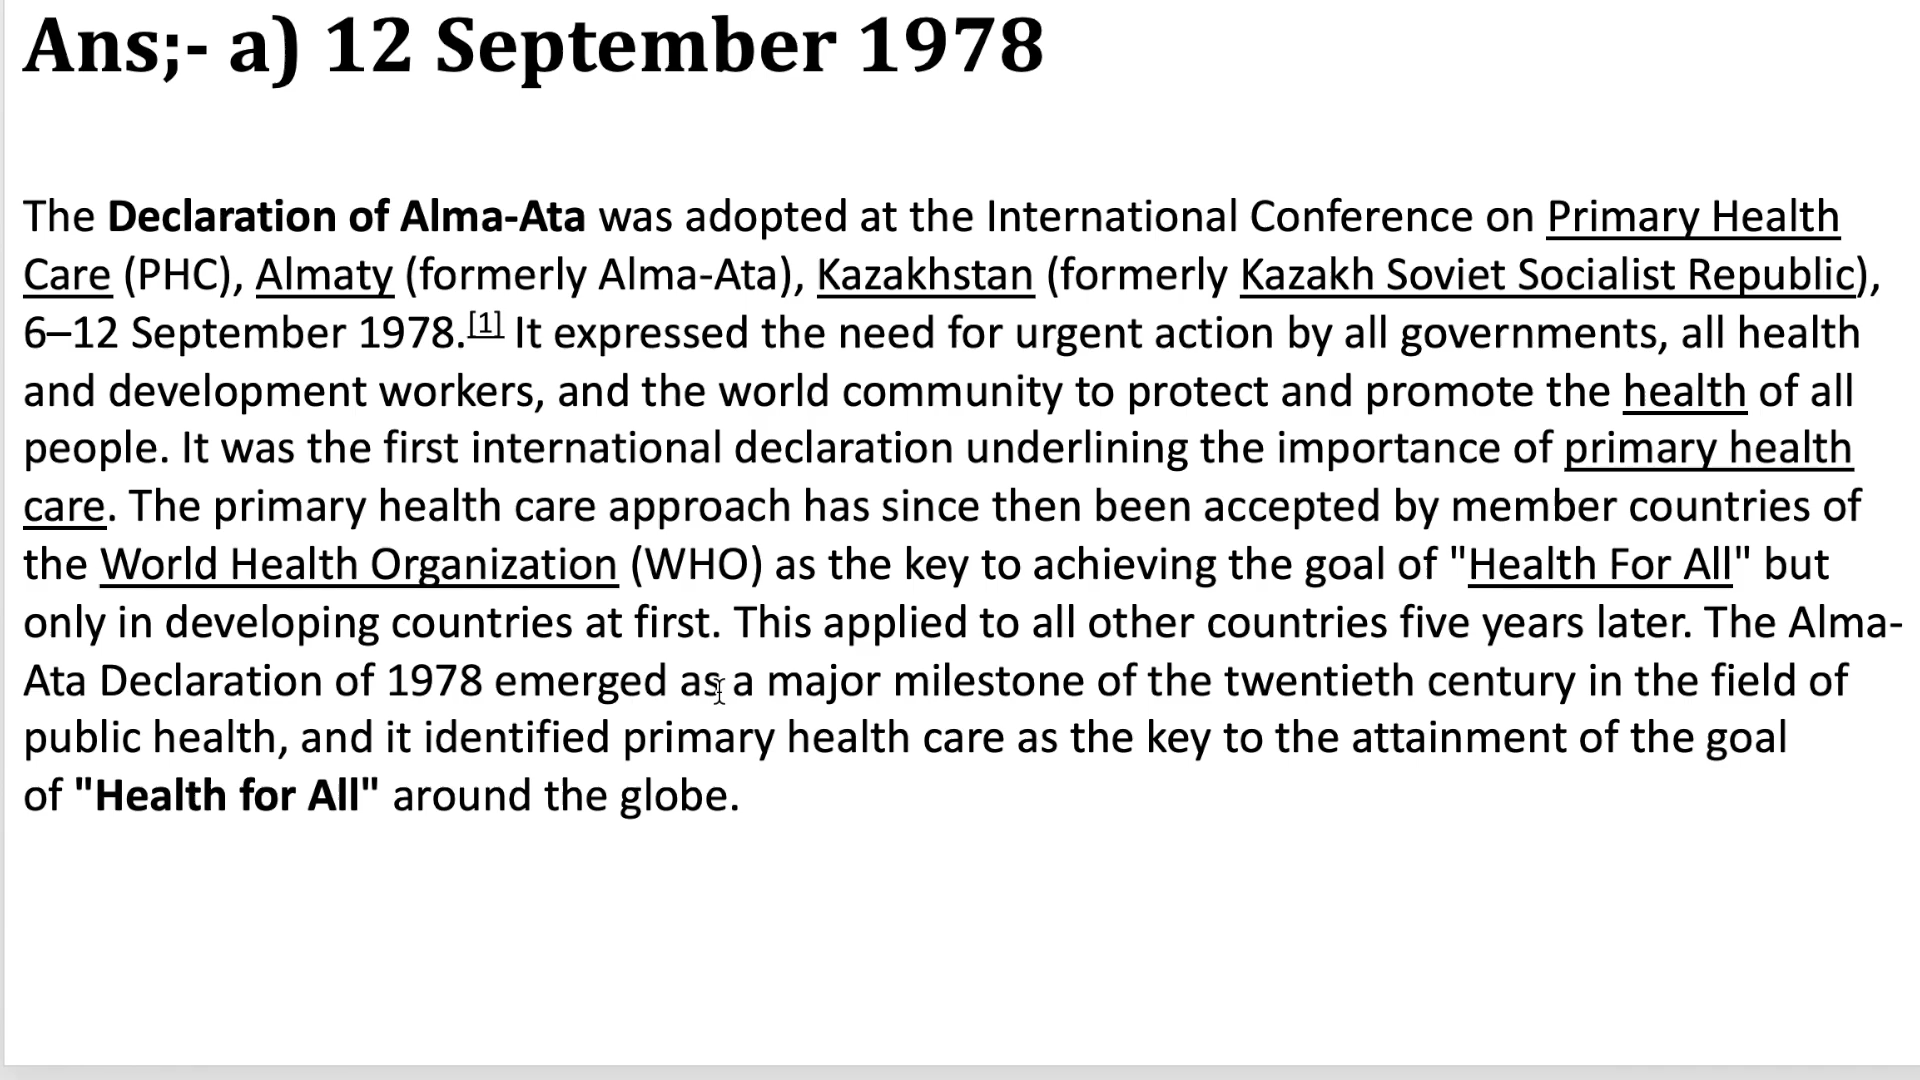 Ans;- a) 12 September 1978
The Declaration of Alma-Ata was adopted at the International Conference on Primary Health
Care (PHC), Almaty (formerly Alma-Ata), Kazakhstan (formerly Kazakh Soviet Socialist Republic),
6–12 September 1978.[1] It expressed the need for urgent action by all governments, all health
and development workers, and the world community to protect and promote the health of all
people. It was the first international declaration underlining the importance of primary health
care. The primary health care approach has since then been accepted by member countries of
the World Health Organization (WHO) as the key to achieving the goal of "Health For All" but
only in developing countries at first. This applied to all other countries five years later. The Alma-
Ata Declaration of 1978 emerged as a major milestone of the twentieth century in the field of
public health, and it identified primary health care as the key to the attainment of the goal
of "Health for All" around the globe.